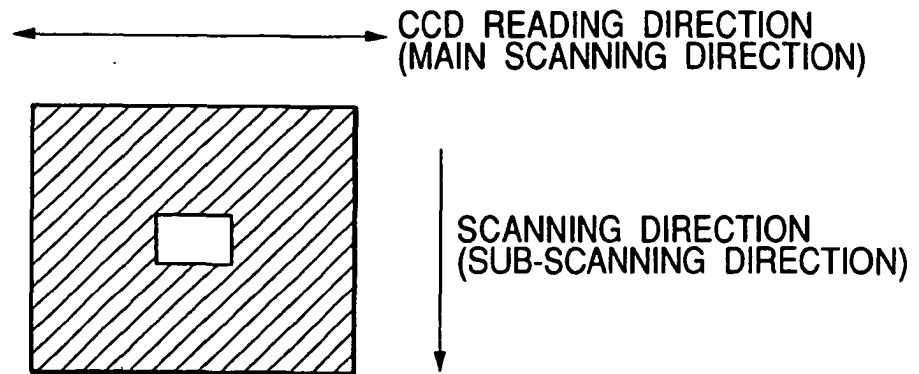 CCD READING DIRECTION
(MAIN SCANNING DIRECTION)
SCANNING DIRECTION
(SUB-SCANNING DIRECTION)